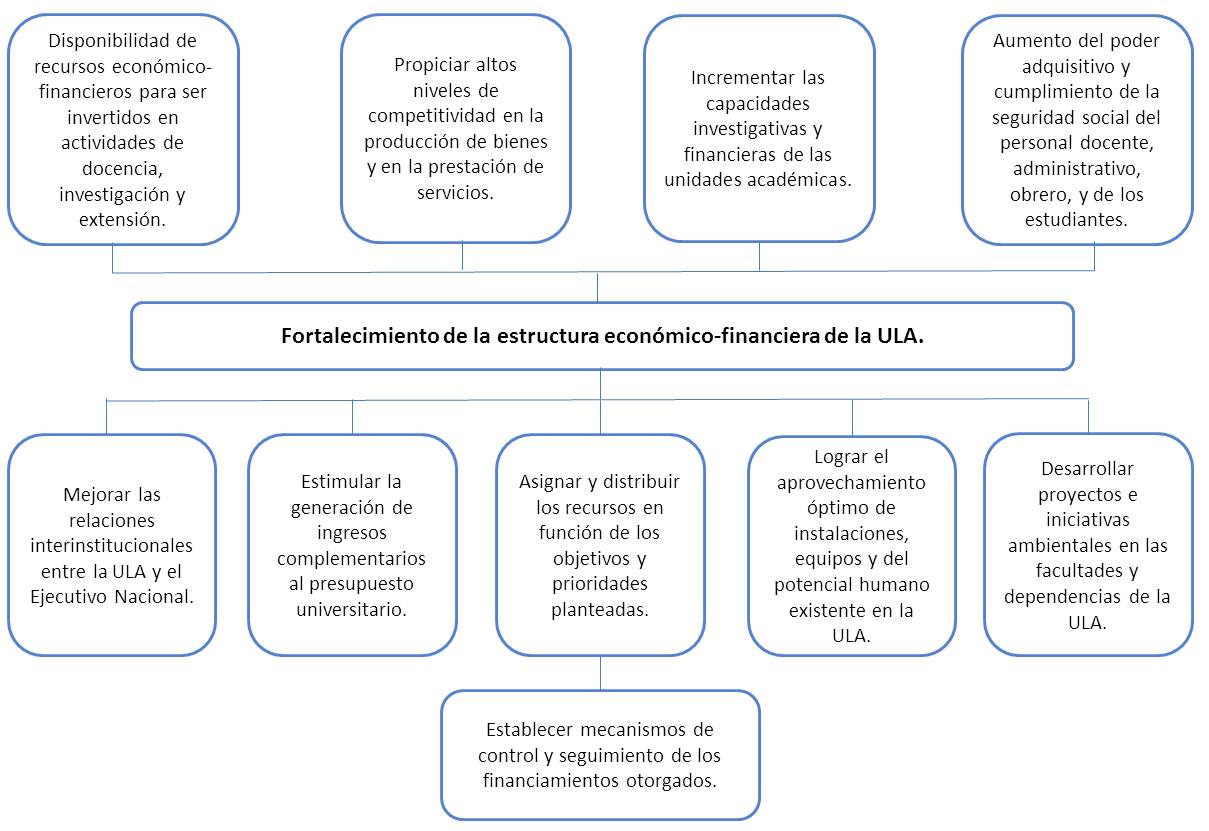 Disponibilidad de
recursos económico-
financieros para ser
invertidos en
actividades de
docencia,
investigación y
extensión.
Propiciar altos
niveles de
competitividad en la
producción de bienes
y en la prestación de
servicios.
Incrementar las
capacidades
investigativas y
financieras de las
unidades académicas.
Aumento del poder
adquisitivo y
cumplimiento de la
seguridad social del
personal docente,
administrativo,
obrero, y de los
estudiantes.
Fortalecimiento de la estructura económico-financiera de la ULA.
Mejorar las
relaciones
interinstitucionales
entre la ULA y el
Ejecutivo Nacional.
Estimular la
generación de
ingresos
complementarios
al presupuesto
universitario.
Asignar y distribuir
los recursos en
función de los
objetivos y
prioridades
planteadas.
Lograr el
aprovechamiento
óptimo de
instalaciones,
equipos y del
potencial humano
existente en la
ULA.
Desarrollar
proyectos e
iniciativas
ambientales en las
facultades y
dependencias de la
ULA.
Establecer mecanismos de
control y seguimiento de los
financiamientos otorgados.